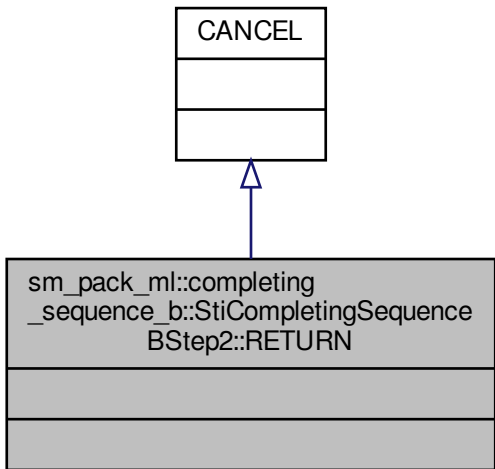 CANCEL
sm_pack_ml::completing
_sequence_b::StiCompletingSequence
BStep2::RETURN